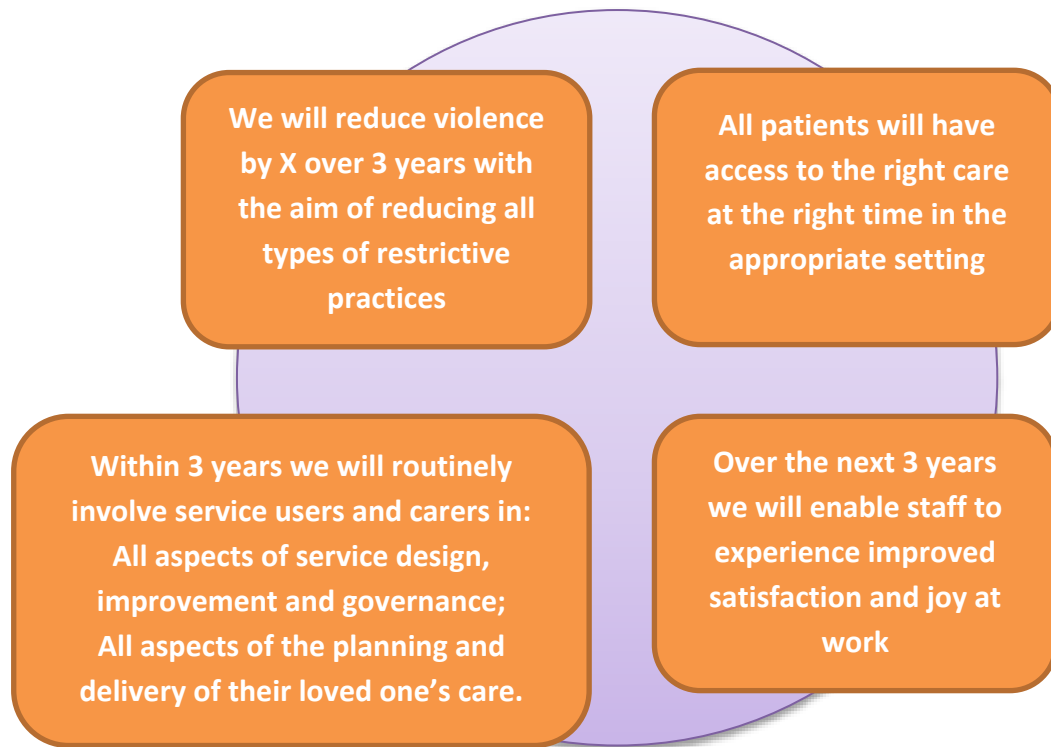 We will reduce violence
by X over 3 years with
the aim of reducing all
types of restrictive
practices
All patients will have
access to the right care
at the right time in the
appropriate setting
Within 3 years we will routinely
involve service users and carers in:
All aspects of service design,
improvement and governance;
All aspects of the planning and
delivery of their loved one’s care.
Over the next 3 years
we will enable staff to
experience improved
satisfaction and joy at
work